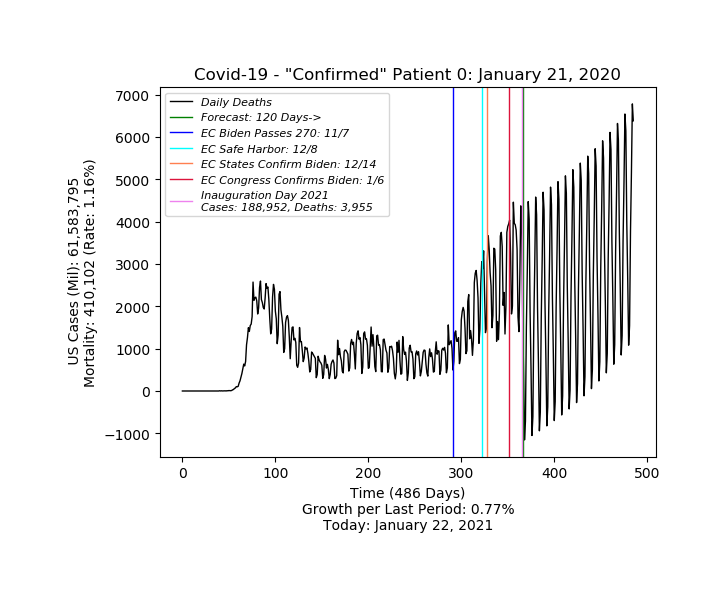 Covid-19 - "Confirmed" Patient 0: January 21, 2020
7000
6000
5000
4000
3000
2000
1000
0
−1000
US Cases (Mil): 61,583,795
Mortality: 410,102 (Rate: 1.16%)
Daily Deaths
Forecast: 120 Days->
EC Biden Passes 270: 11/7
EC Safe Harbor: 12/8
EC States Confirm Biden: 12/14
EC Congress Confirms Biden: 1/6
Inauguration Day 2021
Cases: 188,952, Deaths: 3,955
0 100 200 300 400 500
Time (486 Days)
Growth per Last Period: 0.77%
Today: January 22, 2021